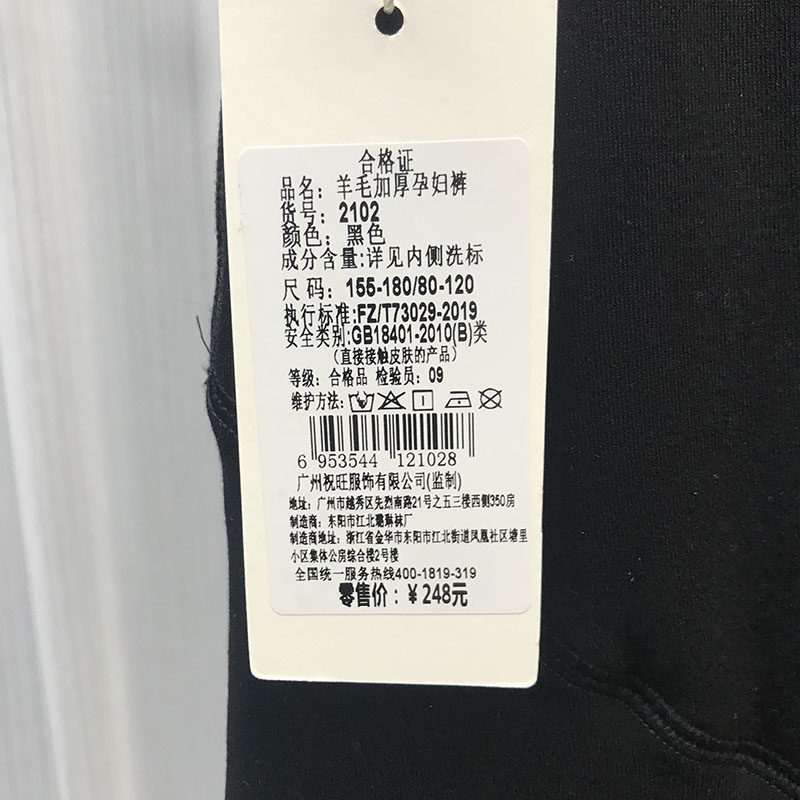 合格证
品名：羊毛加厚孕妇裤
货号：2102
颜色：黑色
成分含量:详见内侧洗标
尺 码：155-180/80-120
执行标准:FZ/T73029-2019
安全类别:GB18401-2010(B)类
（直接接触皮肤的产品）
等级：合格品 检验员：09
维护方法:
6 953544 121028
广州祝旺服饰有限公司(监制)
地址：广州市越秀区先烈南路21号之五三楼西侧350房
制造商：东阳市江北璐琳袜厂
制造商地址：浙江省金华市东阳市江北街道凤凰社区塘里
小区集体公房综合楼2号楼
全国统一服务热线400-1819-319
零售价：￥248元